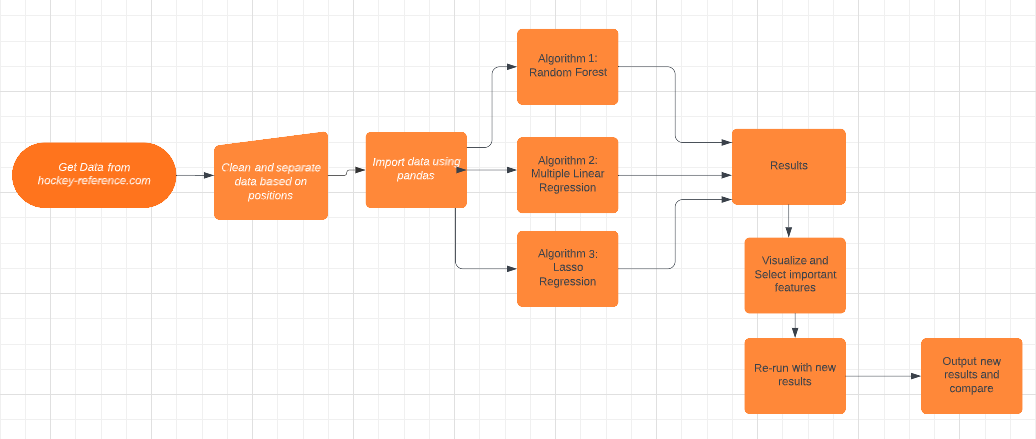 Get Data from
hockey-reference.com
Clean and separate
data based on
positions
Import data using
pandas
Algorithm 1:
Random Forest
Algorithm 2:
Multiple Linear
Regression
Algorithm 3:
Lasso
Regression
Results
Visualize and
Select important
features
Re-run with new
results
Output new
results and
compare